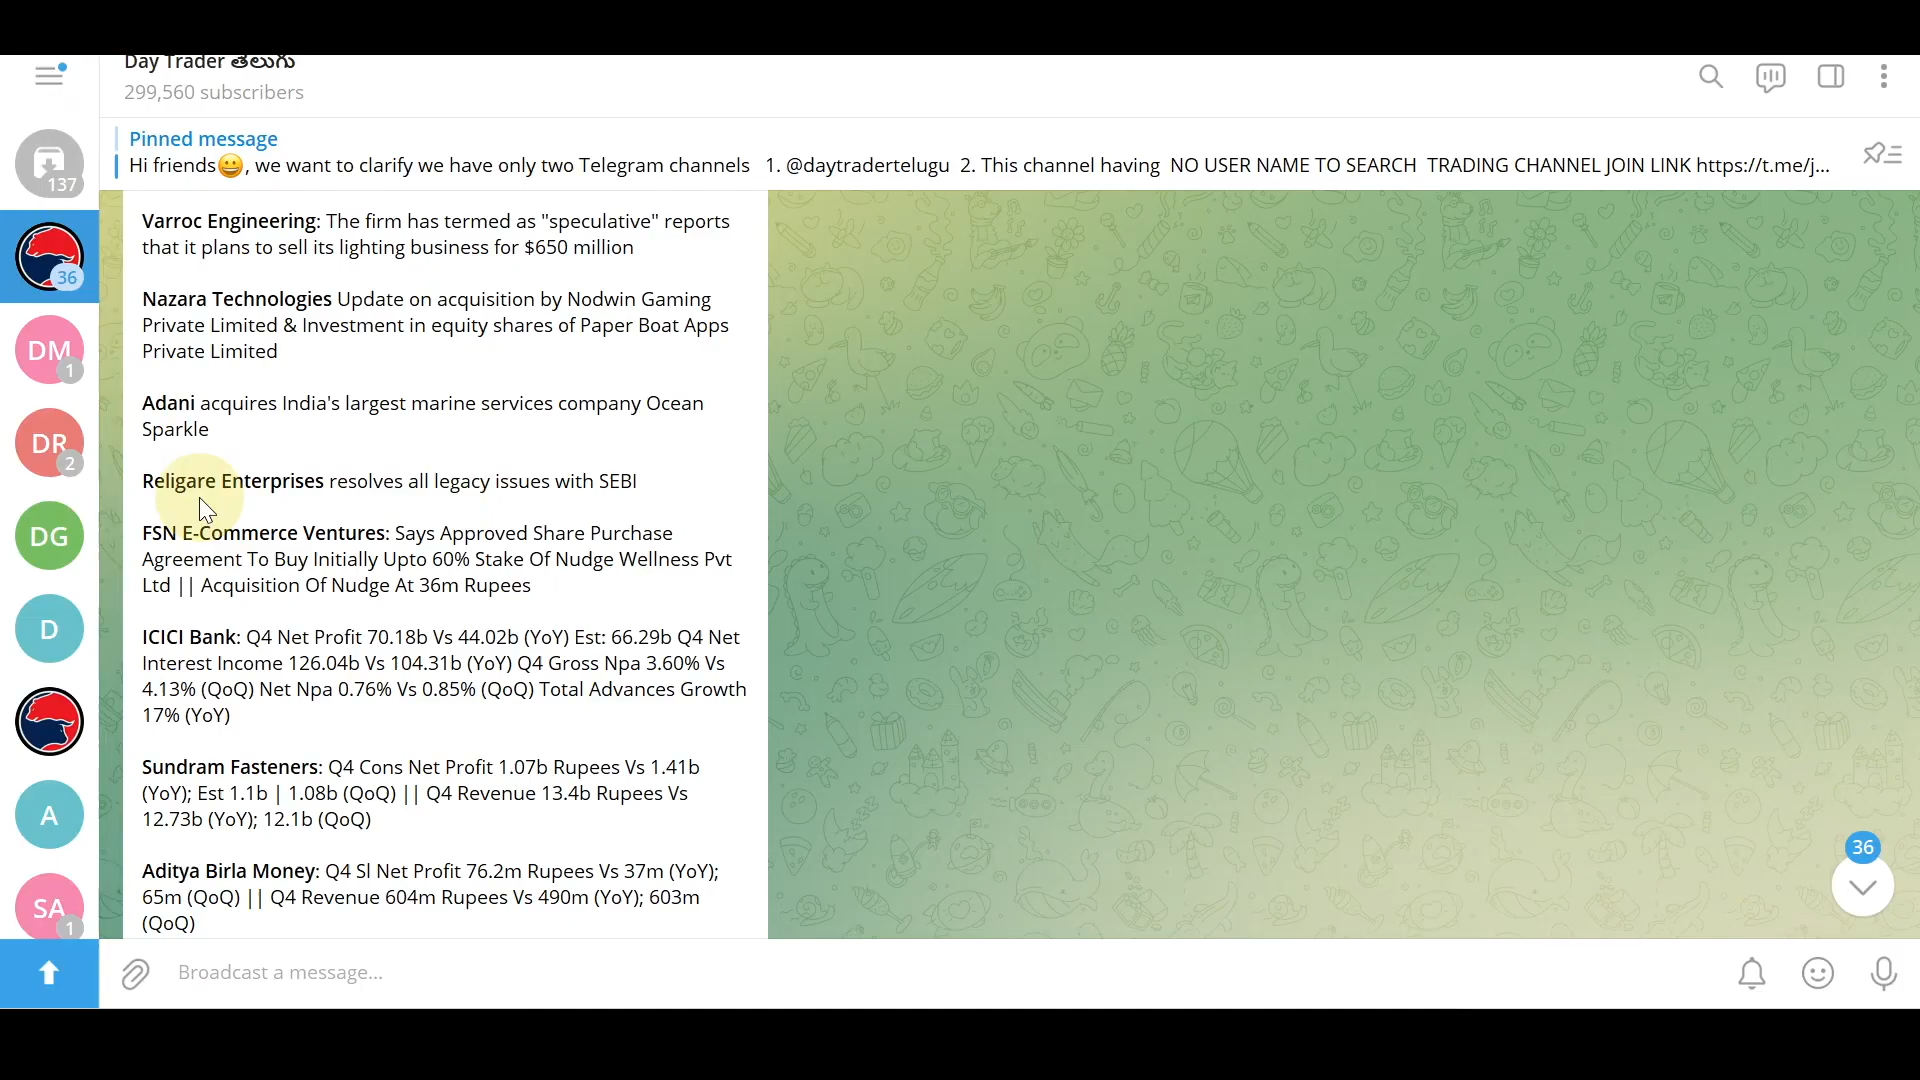 Day Trader తెలుగు
299,560 subscribers
Pinned message
Hi friends😀, we want to clarify we have only two Telegram channels 1. @daytradertelugu 2. This channel having NO USER NAME TO SEARCH TRADING CHANNEL JOIN LINK https://t.me/j...
137
36
DM
1
DR
2
DG
D
A
SA
1
Varroc Engineering: The firm has termed as "speculative" reports
that it plans to sell its lighting business for $650 million
Nazara Technologies Update on acquisition by Nodwin Gaming
Private Limited & Investment in equity shares of Paper Boat Apps
Private Limited
Adani acquires India's largest marine services company Ocean
Sparkle
Religare Enterprises resolves all legacy issues with SEBI
FSN E-Commerce Ventures: Says Approved Share Purchase
Agreement To Buy Initially Upto 60% Stake Of Nudge Wellness Pvt
Ltd || Acquisition Of Nudge At 36m Rupees
ICICI Bank: Q4 Net Profit 70.18b Vs 44.02b (YoY) Est: 66.29b Q4 Net
Interest Income 126.04b Vs 104.31b (YoY) Q4 Gross Npa 3.60% Vs
4.13% (QoQ) Net Npa 0.76% Vs 0.85% (QoQ) Total Advances Growth
17% (YoY)
Sundram Fasteners: Q4 Cons Net Profit 1.07b Rupees Vs 1.41b
(YoY); Est 1.1b | 1.08b (QoQ) || Q4 Revenue 13.4b Rupees Vs
12.73b (YoY); 12.1b (QoQ)
Aditya Birla Money: Q4 Sl Net Profit 76.2m Rupees Vs 37m (YoY);
65m (QoQ) || Q4 Revenue 604m Rupees Vs 490m (YoY); 603m
(QoQ)
36
Broadcast a message...